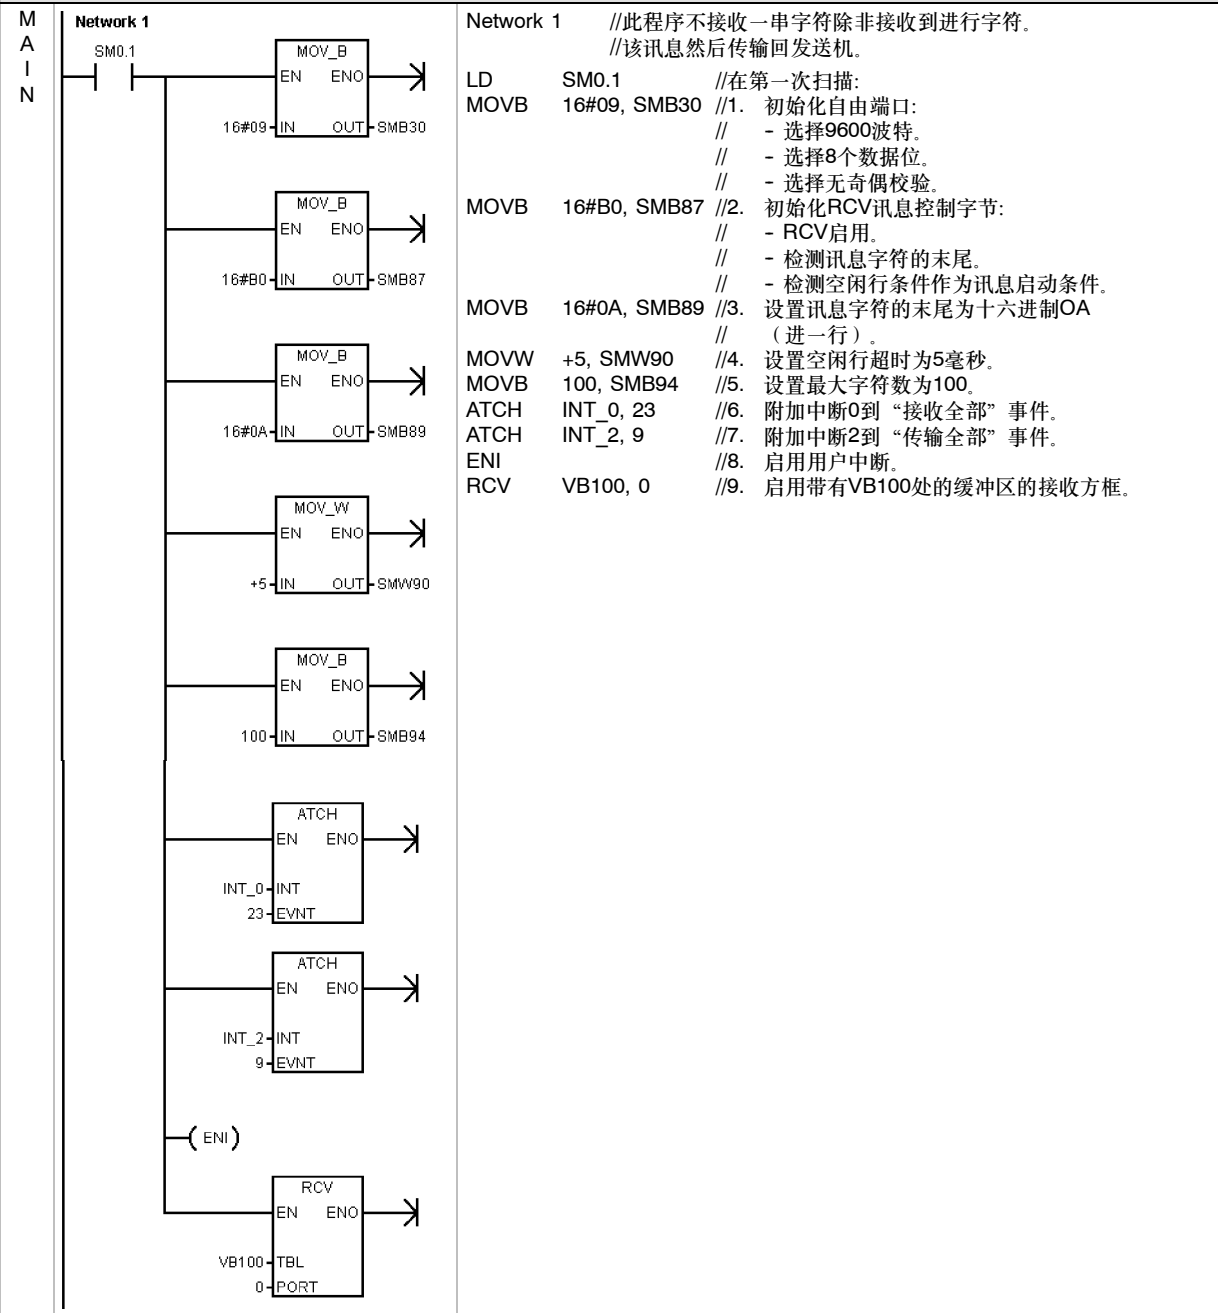 M
A
I
N
Network 1
SM0.1
MOV_B
EN ENO
16#09 IN OUT SMB30
MOV_B
EN ENO
16#B0 IN OUT SMB87
MOV_B
EN ENO
16#0A IN OUT SMB89
MOV_W
EN ENO
+5 IN OUT SMW90
MOV_B
EN ENO
100 IN OUT SMB94
ATCH
EN ENO
INT_0 INT
23 EVNT
ATCH
EN ENO
INT_2 INT
9 EVNT
( ENI )
RCV
EN ENO
VB100 TBL
0 PORT
Network 1 //此程序不接收一串字符除非接收到进行字符。
//该讯息然后传输回发送机。
LD SM0.1 //在第一次扫描:
MOVB 16#09, SMB30 //1. 初始化自由端口:
// - 选择9600波特。
// - 选择8个数据位。
// - 选择无奇偶校验。
MOVB 16#B0, SMB87 //2. 初始化RCV讯息控制字节:
// - RCV启用。
// - 检测讯息字符的末尾。
// - 检测空闲行条件作为讯息启动条件。
MOVB 16#0A, SMB89 //3. 设置讯息字符的末尾为十六进制OA
// （进一行）。
MOVW +5, SMW90 //4. 设置空闲行超时为5毫秒。
MOVB 100, SMB94 //5. 设置最大字符数为100。
ATCH INT_0, 23 //6. 附加中断0到“接收全部”事件。
ATCH INT_2, 9 //7. 附加中断2到“传输全部”事件。
ENI //8. 启用用户中断。
RCV VB100, 0 //9. 启用带有VB100处的缓冲区的接收方框。